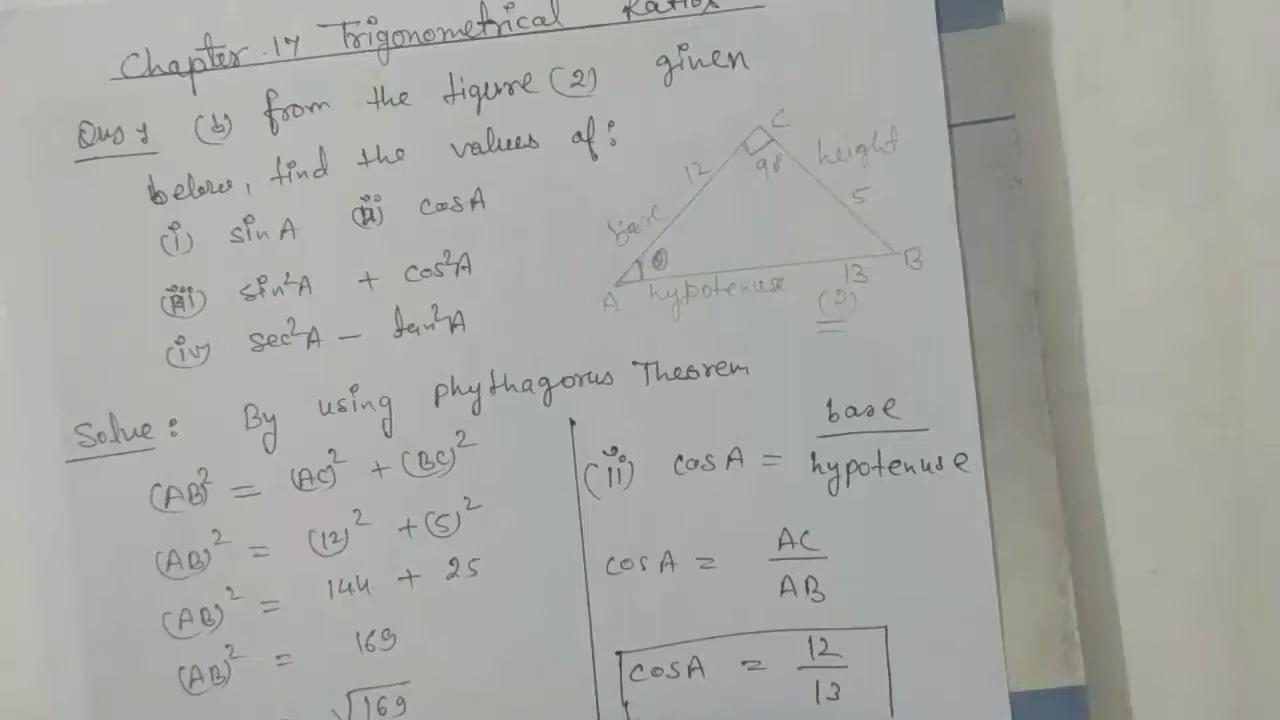 Chapter.17 Trigonometrical Ratios
Qus 1 (b) from the figure (2) given
below, find the values of:
(i) sin A (ii) cos A
(iii) sin²A + cos²A
(iv) sec²A – tan²A
C
12
90
height
5
base
θ
A
hypotenuse
13
B
(2)
Solve: By using phythagorus Theorem
(AB)² = (AC)² + (BC)²
(AB)² = (12)² + (5)²
(AB)² = 144 + 25
(AB)² = 169
√169
(ii) cos A = base / hypotenuse
cos A = AC / AB
cos A = 12 / 13